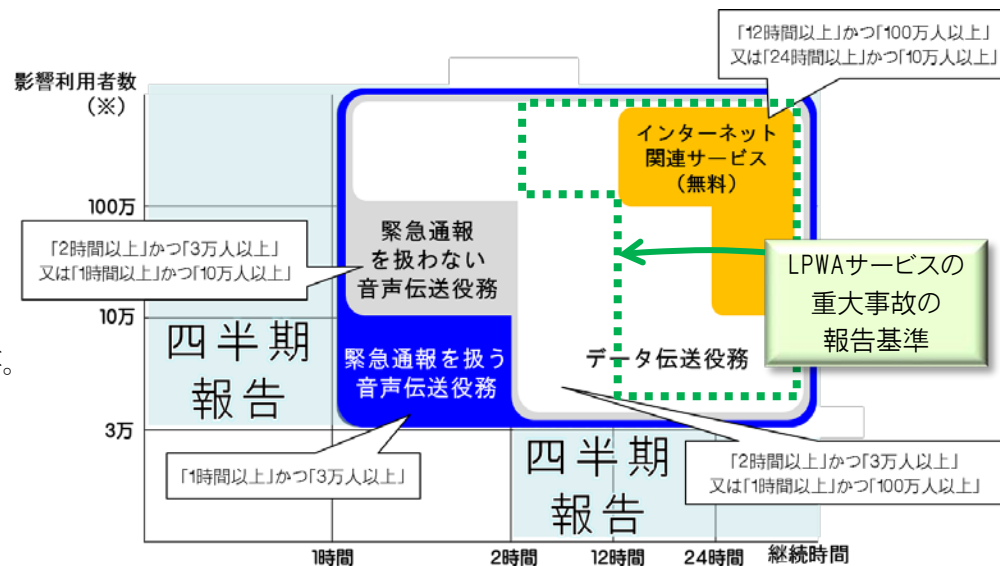 「12時間以上」かつ「100万人以上」
又は「24時間以上」かつ「10万人以上」
影響利用者数
（※）
インターネット
関連サービス
（無料）
100万
緊急通報
を扱わない
音声伝送役務
「2時間以上」かつ「3万人以上」
又は「1時間以上」かつ「10万人以上」
LPWAサービスの
重大事故の
報告基準
10万
四半期
報告
緊急通報を扱う
音声伝送役務
データ伝送役務
。
3万
「1時間以上」かつ「3万人以上」
四半期
報告
「2時間以上」かつ「3万人以上」
又は「1時間以上」かつ「100万人以上」
1時間
2時間
12時間
24時間
継続時間